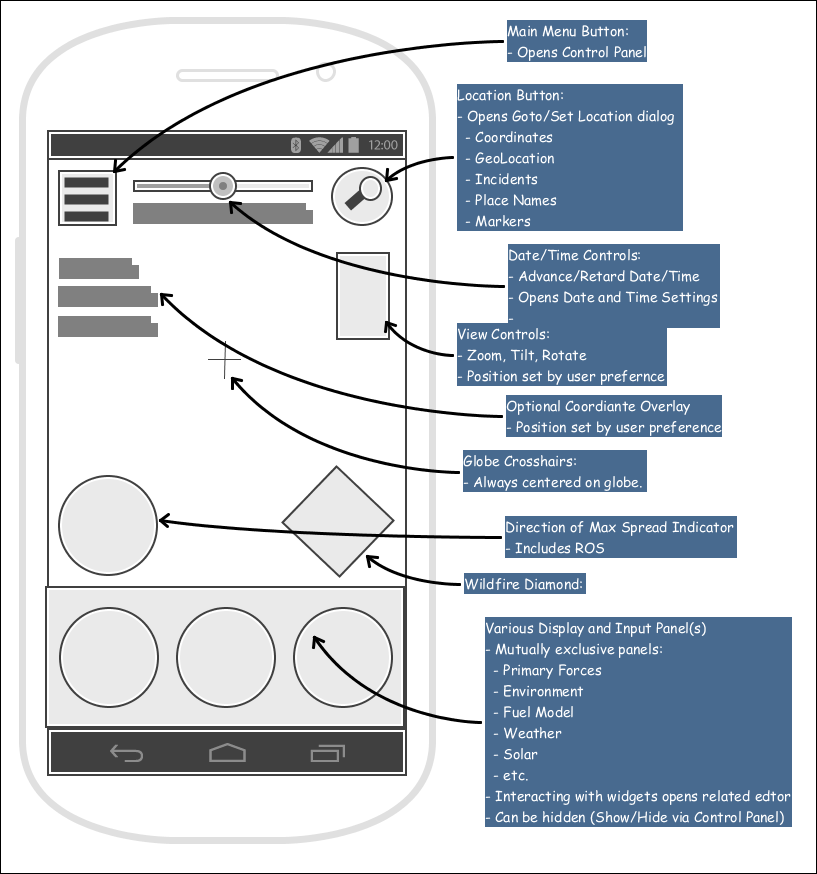 Main Menu Button:
- Opens Control Panel
Location Button:
- Opens Goto/Set Location dialog
- Coordinates
- GeoLocation
- Incidents
- Place Names
- Markers
12:00
Date/Time Controls:
- Advance/Retard Date/Time
- Opens Date and Time Settings
-
View Controls:
- Zoom, Tilt, Rotate
- Position set by user prefernce
Optional Coordiante Overlay
- Position set by user preference
Globe Crosshairs:
- Always centered on globe.
Direction of Max Spread Indicator
- Includes ROS
Wildfire Diamond:
Various Display and Input Panel(s)
- Mutually exclusive panels:
- Primary Forces
- Environment
- Fuel Model
- Weather
- Solar
- etc.
- Interacting with widgets opens related edtor
- Can be hidden (Show/Hide via Control Panel)